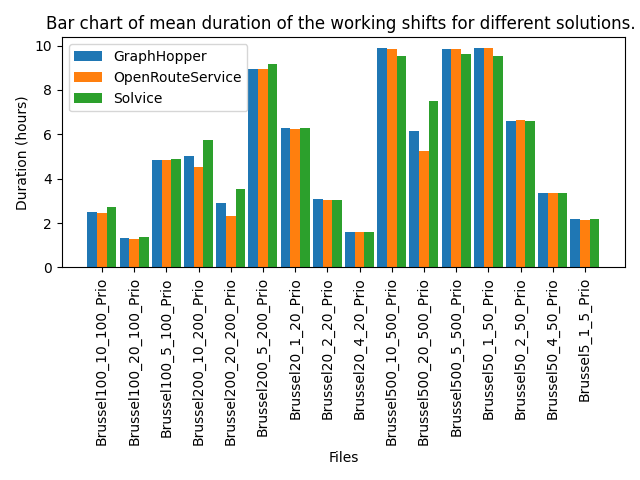 Bar chart of mean duration of the working shifts for different solutions.
GraphHopper
OpenRouteService
Solvice
Duration (hours)
10
8
6
4
2
0
Brussel100_10_100_Prio
Brussel100_20_100_Prio
Brussel100_5_100_Prio
Brussel200_10_200_Prio
Brussel200_20_200_Prio
Brussel200_5_200_Prio
Brussel20_1_20_Prio
Brussel20_2_20_Prio
Brussel20_4_20_Prio
Brussel500_10_500_Prio
Brussel500_20_500_Prio
Brussel500_5_500_Prio
Brussel50_1_50_Prio
Brussel50_2_50_Prio
Brussel50_4_50_Prio
Brussel5_1_5_Prio
Files